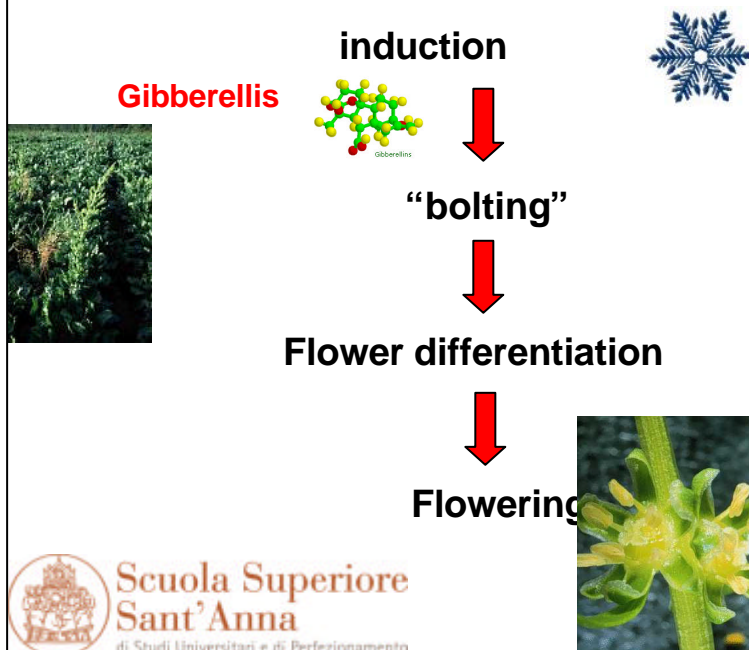 induction
Gibberellis
Gibberellins
“bolting”
Flower differentiation
Flowering
Scuola Superiore
Sant’Anna
di Studi Universitari e di Perfezionamento